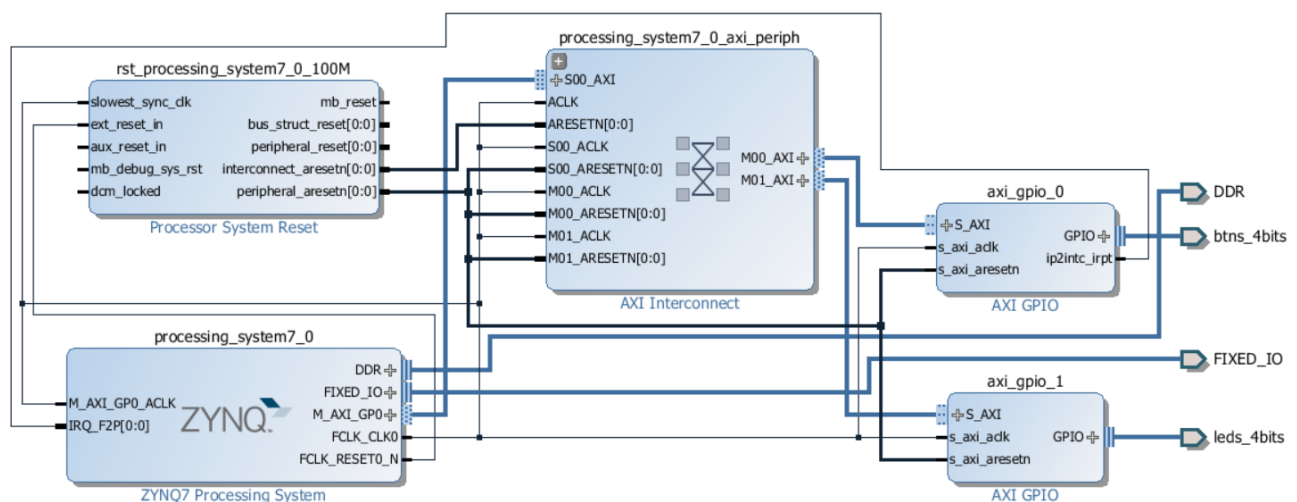 processing_system7_0_axi_periph
rst_processing_system7_0_100M
S00_AXI
slowest_sync_clk
mb_reset
ACLK
ext_reset_in
bus_struct_reset[0:0]
ARESETN[0:0]
aux_reset_in
peripheral_reset[0:0]
S00_ACLK
mb_debug_sys_rst
interconnect_aresetn[0:0]
S00_ARESETN[0:0]
dcm_locked
peripheral_aresetn[0:0]
M00_ACLK
M00_ARESETN[0:0]
M01_ACLK
M01_ARESETN[0:0]
M00_AXI
M01_AXI
Processor System Reset
AXI Interconnect
axi_gpio_0
S_AXI
s_axi_aclk
s_axi_aresetn
GPIO
ip2intc_irpt
AXI GPIO
DDR
btns_4bits
processing_system7_0
M_AXI_GP0_ACLK
IRQ_F2P[0:0]
ZYNQ
DDR
FIXED_IO
M_AXI_GP0
FCLK_CLK0
FCLK_RESET0_N
ZYNQ7 Processing System
FIXED_IO
axi_gpio_1
S_AXI
s_axi_aclk
s_axi_aresetn
GPIO
AXI GPIO
leds_4bits